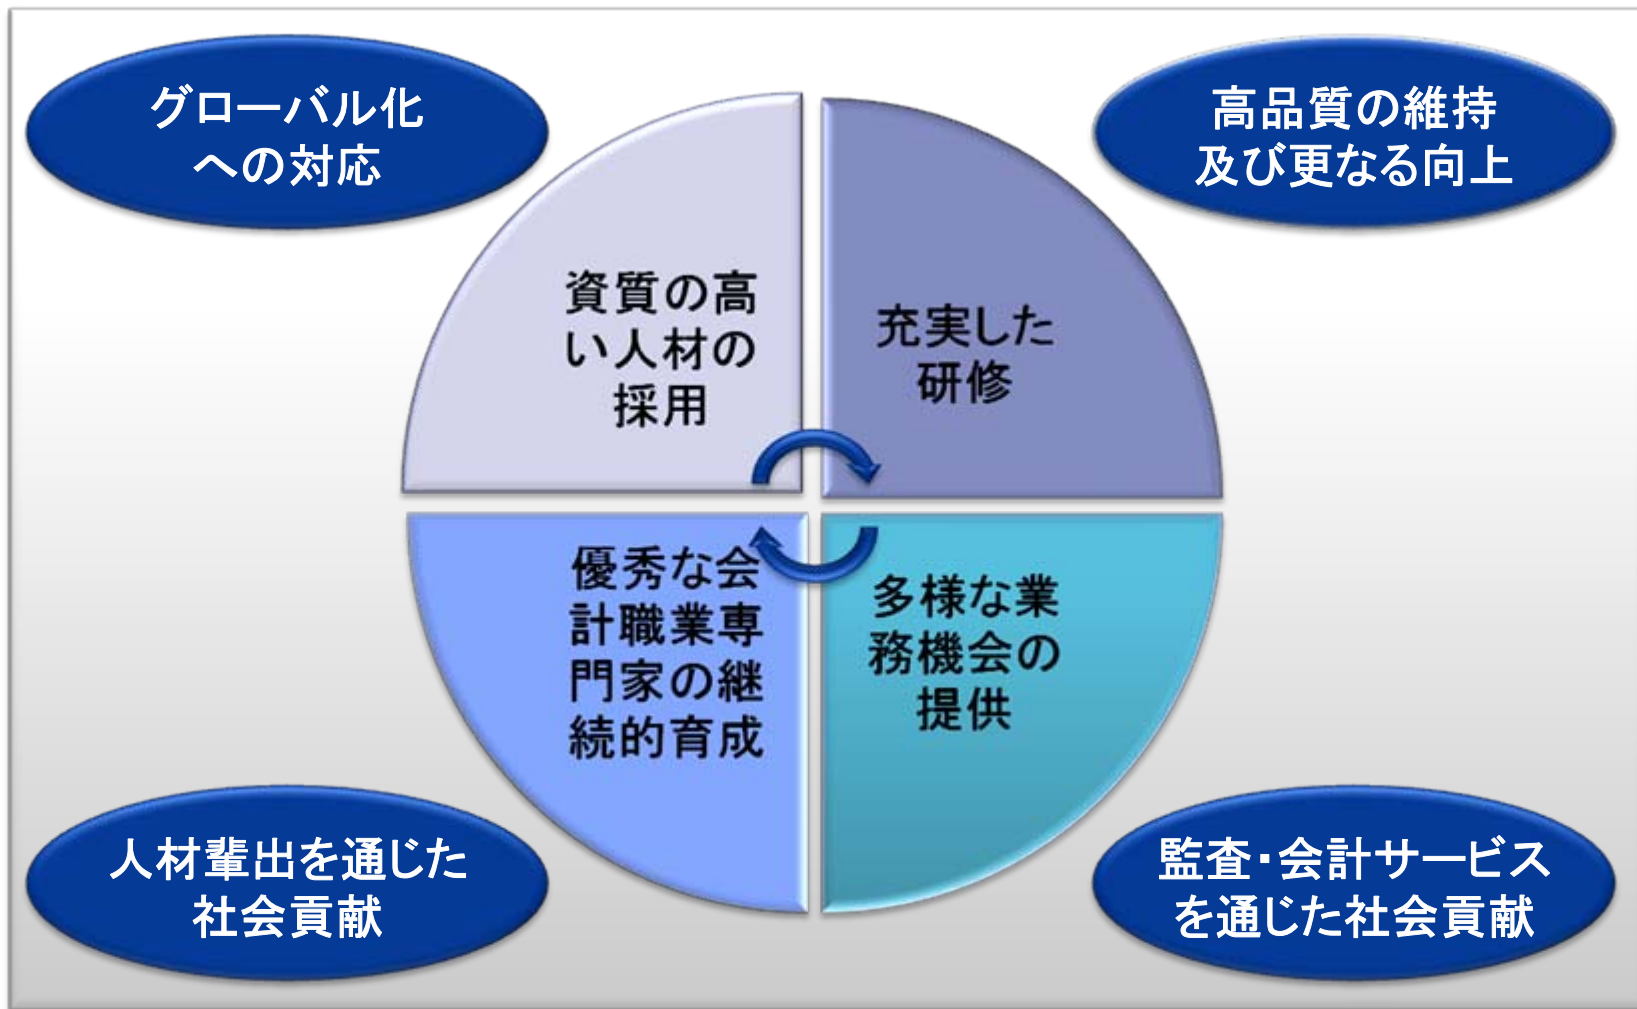 グローバル化
への対応
高品質の維持
及び更なる向上
資質の高
い人材の
採用
充実した
研修
優秀な会
計職業専
門家の継
続的育成
多様な業
務機会の
提供
人材輩出を通じた
社会貢献
監査・会計サービス
を通じた社会貢献